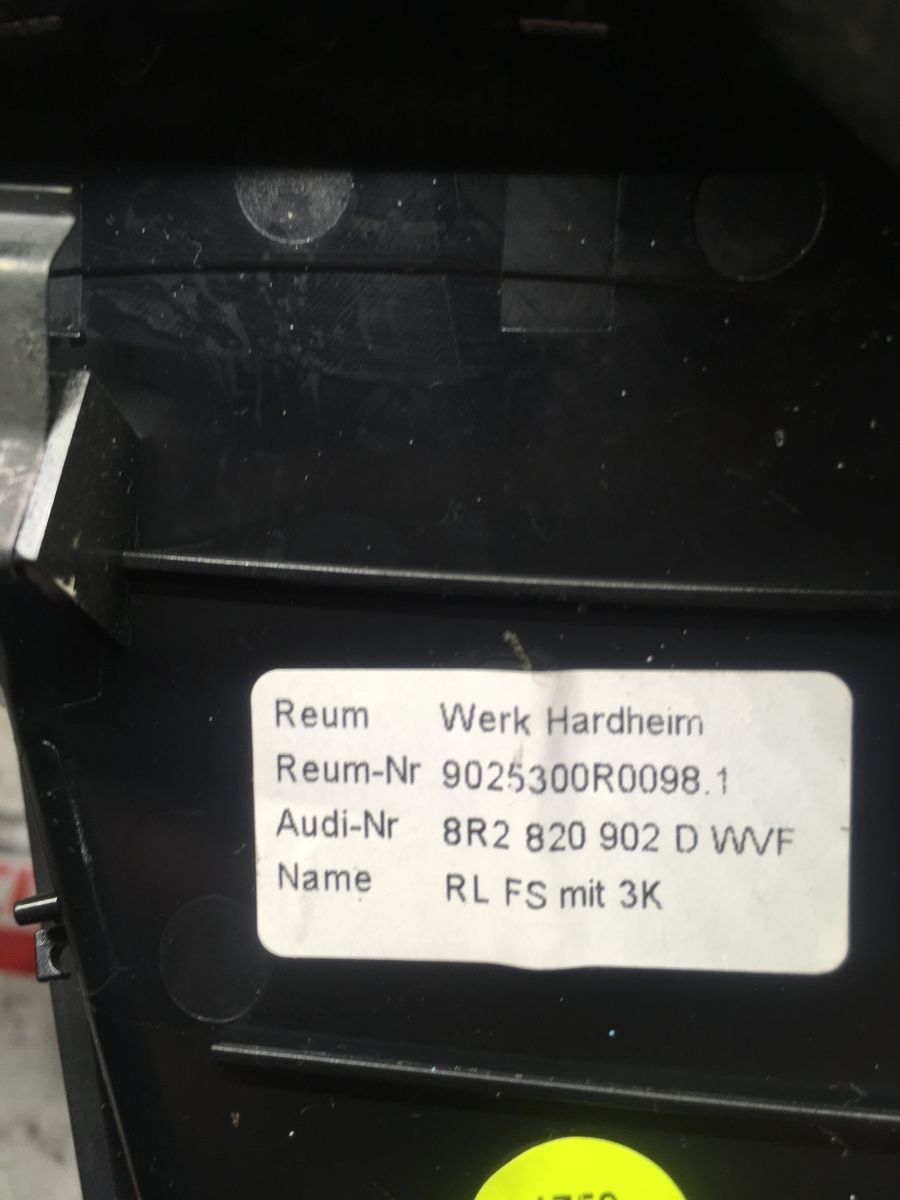 Reum Werk Hardheim
Reum-Nr 9025300R0098.1
Audi-Nr 8R2 820 902 D WVF
Name RL FS mit 3K